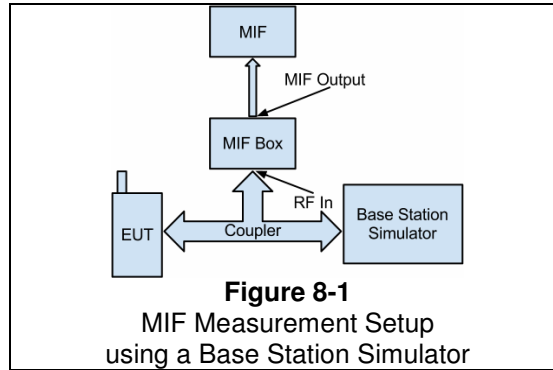 MIF
MIF Output
MIF Box
RF In
EUT
Coupler
Base Station
Simulator
Figure 8-1
MIF Measurement Setup
using a Base Station Simulator